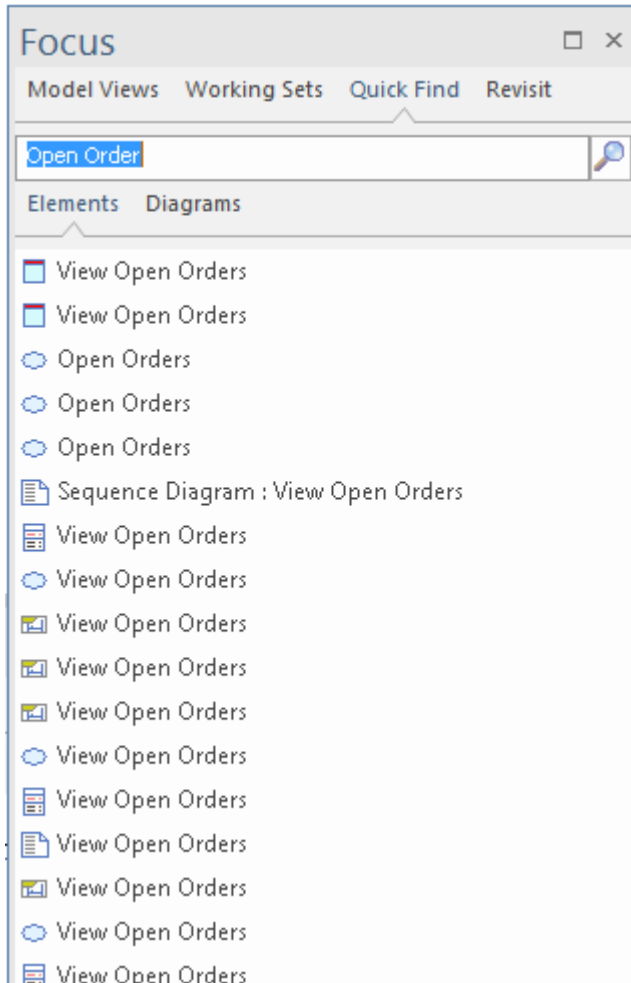 Focus
Model Views Working Sets Quick Find Revisit
Open Order
Elements Diagrams
View Open Orders
View Open Orders
Open Orders
Open Orders
Open Orders
Sequence Diagram : View Open Orders
View Open Orders
View Open Orders
View Open Orders
View Open Orders
View Open Orders
View Open Orders
View Open Orders
View Open Orders
View Open Orders
View Open Orders
View Open Orders